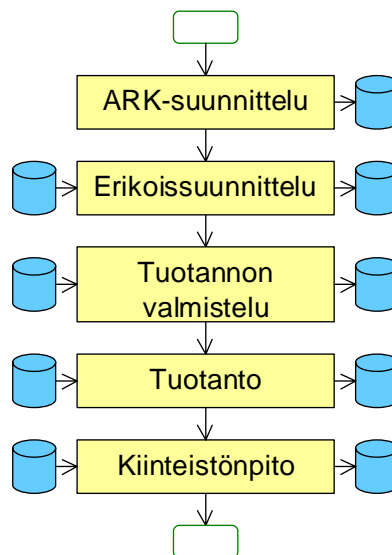 ARK-suunnittelu
Erikoissuunnittelu
Tuotannon
valmistelu
Tuotanto
Kiinteistönpito